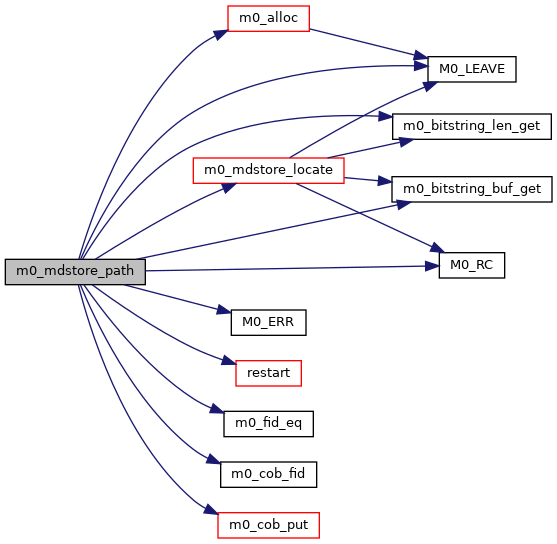 m0_alloc
M0_LEAVE
m0_bitstring_len_get
m0_mdstore_locate
m0_bitstring_buf_get
m0_mdstore_path
M0_RC
M0_ERR
restart
m0_fid_eq
m0_cob_fid
m0_cob_put